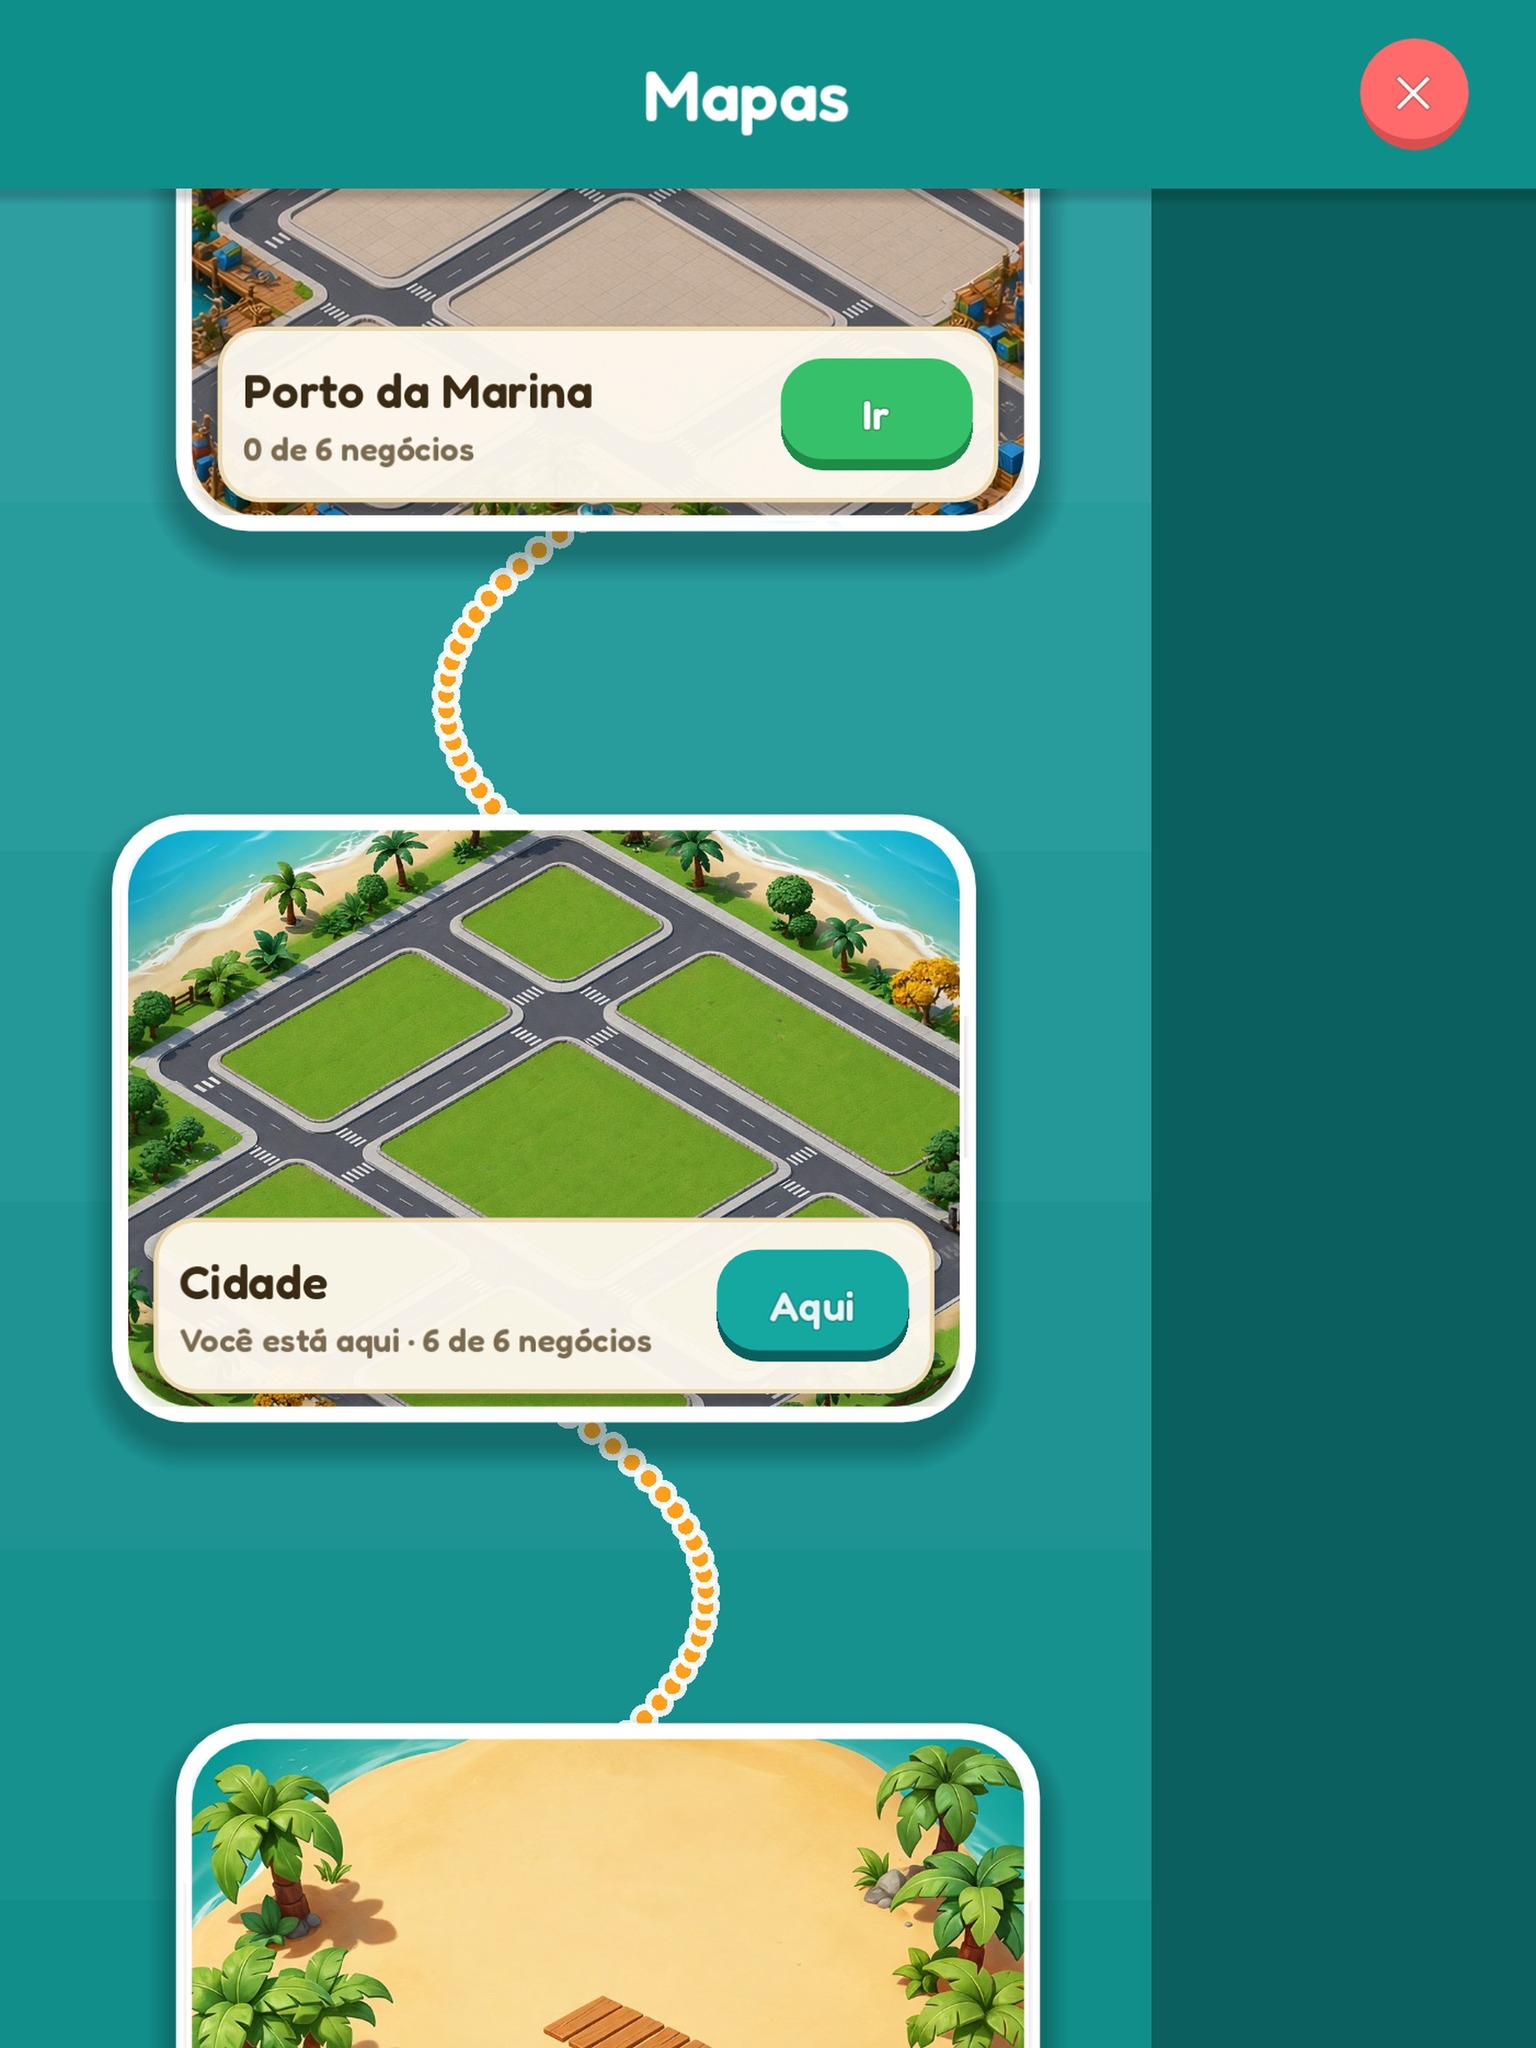 Mapas
Porto da Marina
0 de 6 negócios
Ir
Cidade
Você está aqui · 6 de 6 negócios
Aqui